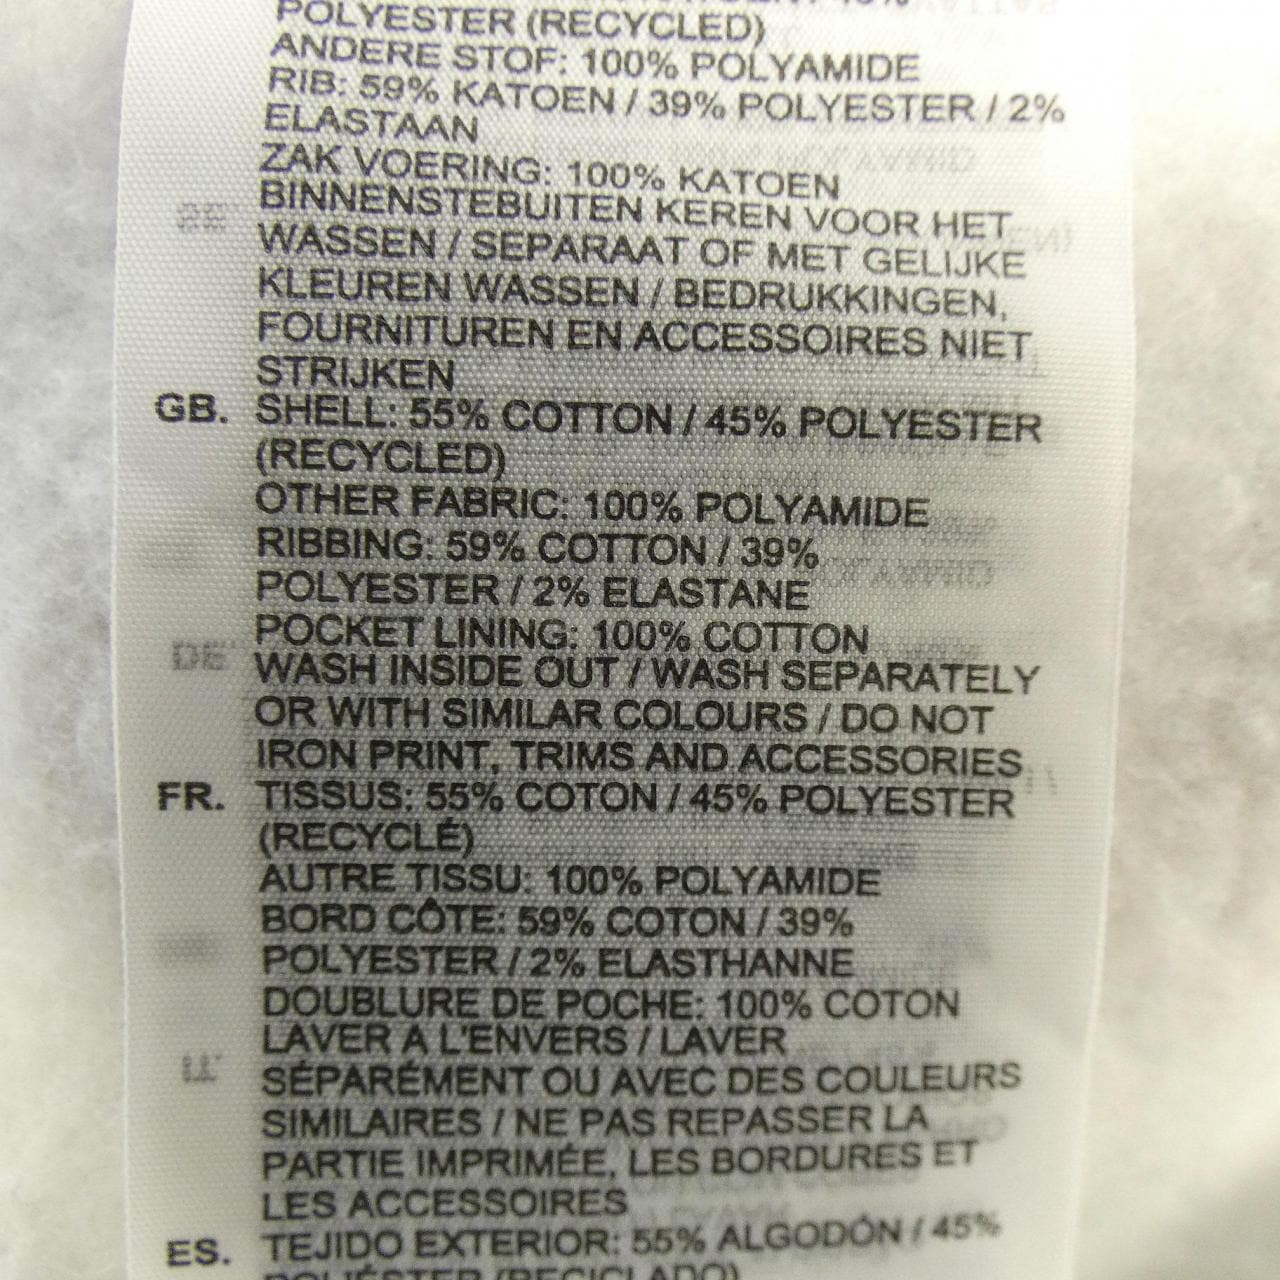 POLYESTER (RECYCLED)
ANDERE STOF: 100% POLYAMIDE
RIB: 59% KATOEN / 39% POLYESTER / 2%
ELASTAAN
ZAK VOERING: 100% KATOEN
BINNENSTEBUITEN KEREN VOOR HET
WASSEN / SEPARAAT OF MET GELIJKE
KLEUREN WASSEN / BEDRUKKINGEN,
FOURNITUREN EN ACCESSOIRES NIET
STRIJKEN
GB. SHELL: 55% COTTON / 45% POLYESTER
(RECYCLED)
OTHER FABRIC: 100% POLYAMIDE
RIBBING: 59% COTTON / 39%
POLYESTER / 2% ELASTANE
POCKET LINING: 100% COTTON
WASH INSIDE OUT / WASH SEPARATELY
OR WITH SIMILAR COLOURS / DO NOT
IRON PRINT, TRIMS AND ACCESSORIES
FR. TISSUS: 55% COTON / 45% POLYESTER
(RECYCLÉ)
AUTRE TISSU: 100% POLYAMIDE
BORD CÔTE: 59% COTON / 39%
POLYESTER / 2% ELASTHANNE
DOUBLURE DE POCHE: 100% COTON
LAVER A L'ENVERS / LAVER
SÉPARÉMENT OU AVEC DES COULEURS
SIMILAIRES / NE PAS REPASSER LA
PARTIE IMPRIMÉE, LES BORDURES ET
LES ACCESSOIRES
ES. TEJIDO EXTERIOR: 55% ALGODÓN / 45%
POLIÉSTER (RECICLADO)